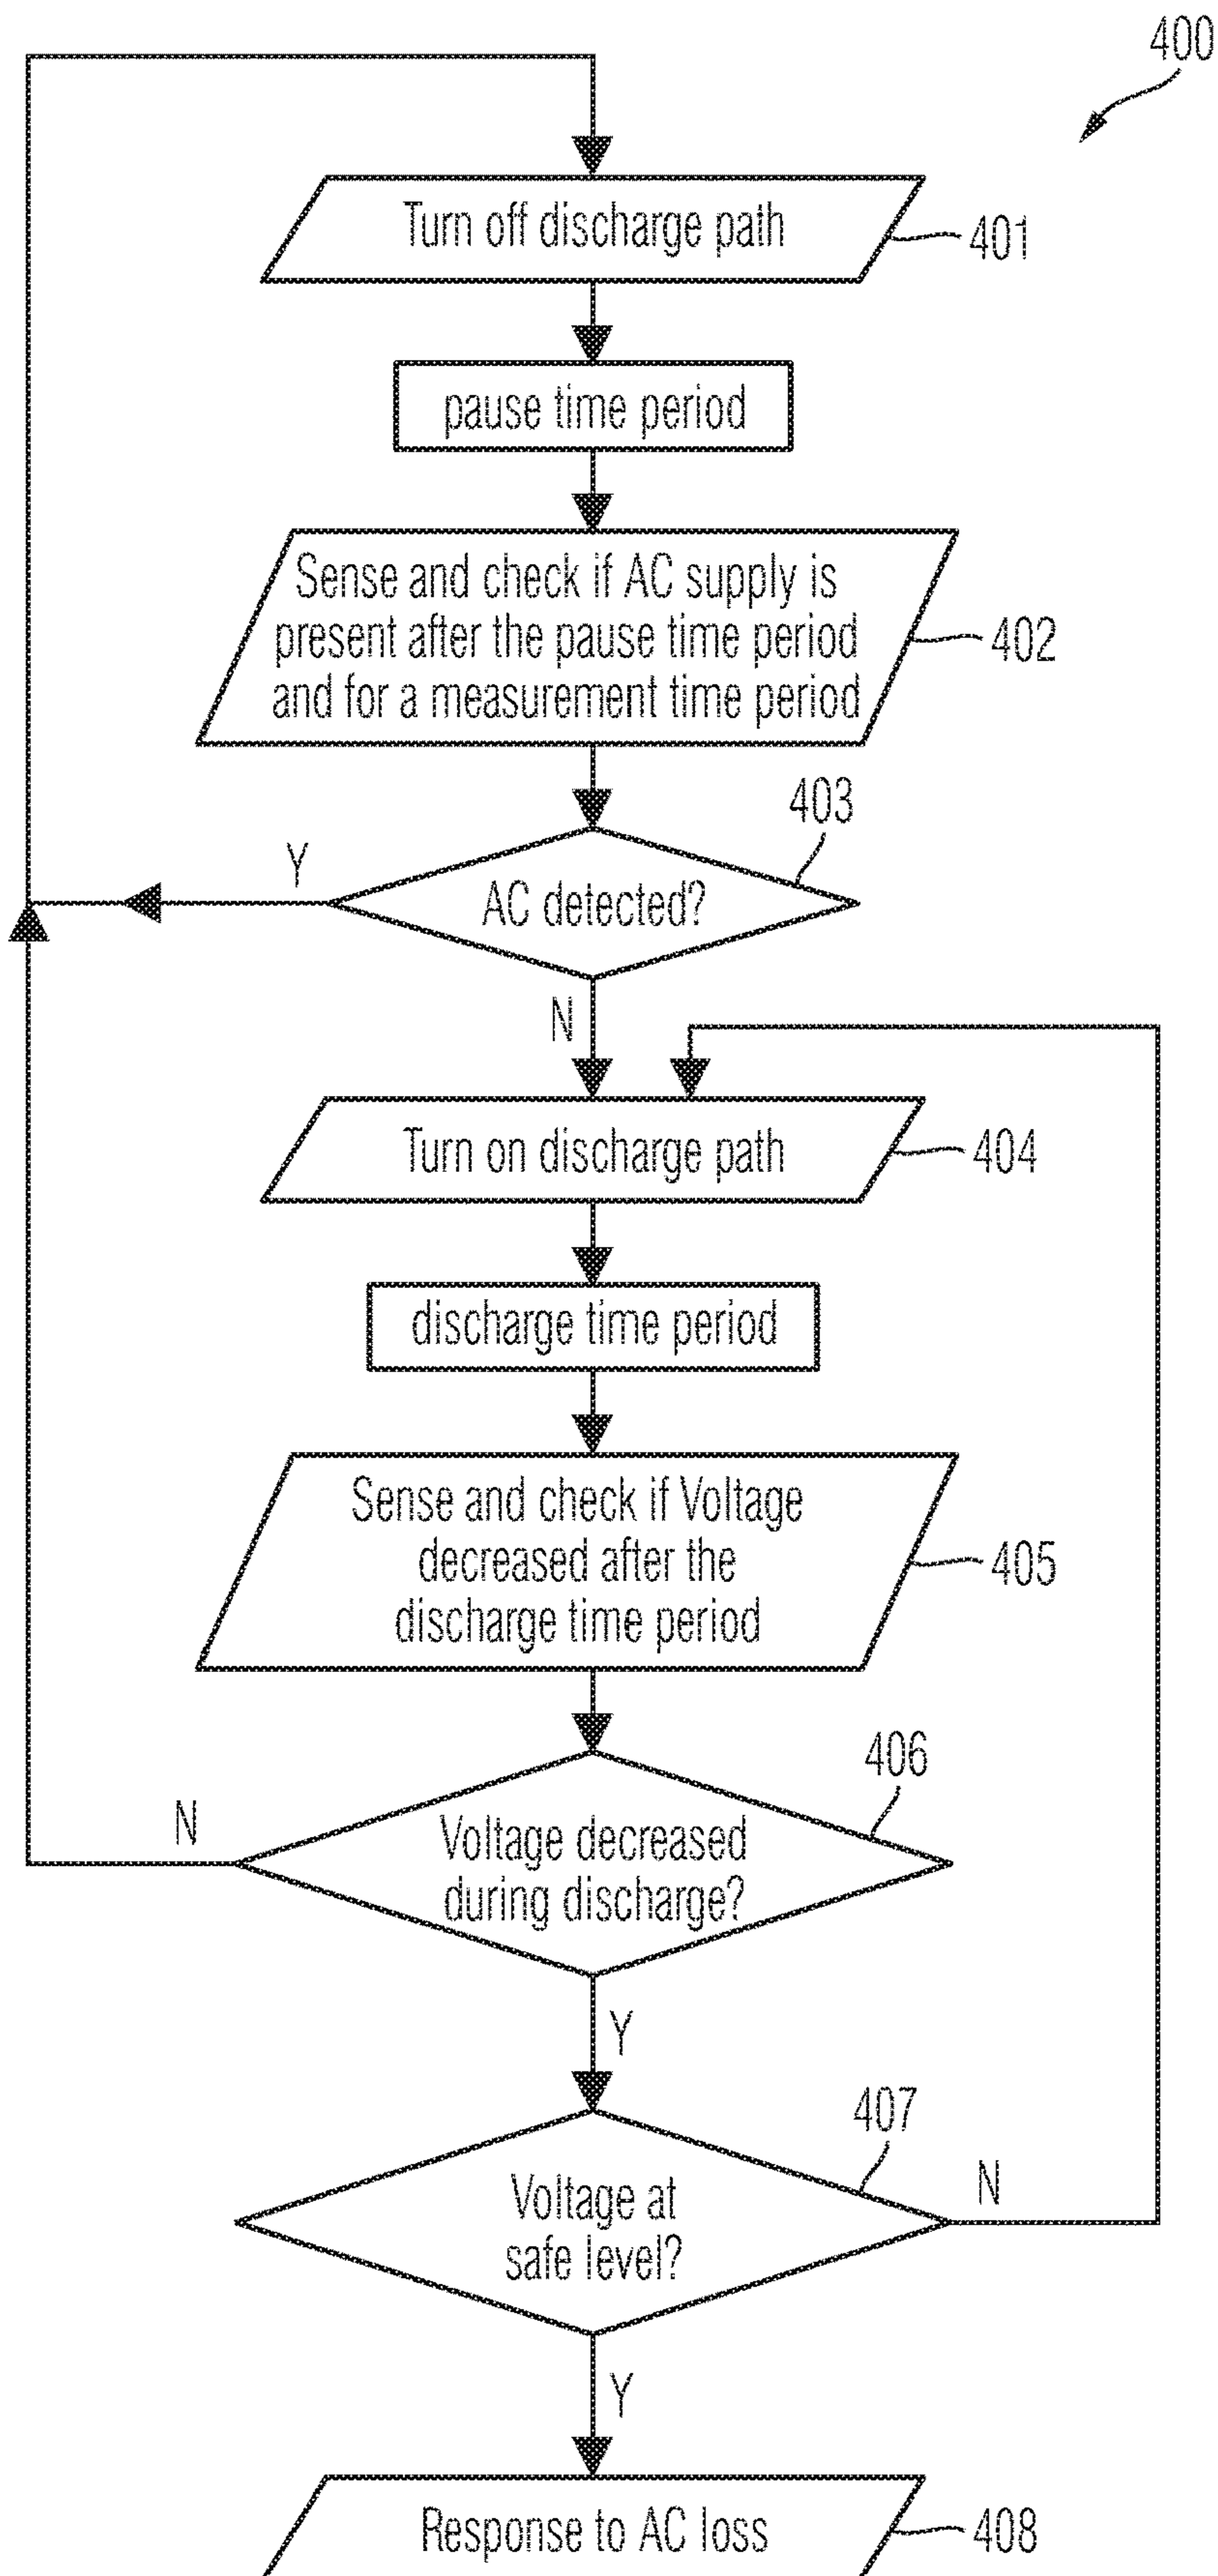 400
Turn off discharge path
401
pause time period
Sense and check if AC supply is
present after the pause time period
and for a measurement time period
402
403
Y
AC detected?
N
Turn on discharge path
404
discharge time period
Sense and check if Voltage
decreased after the
discharge time period
405
406
N
Voltage decreased
during discharge?
Y
407
Voltage at
safe level?
N
Y
Response to AC loss
408